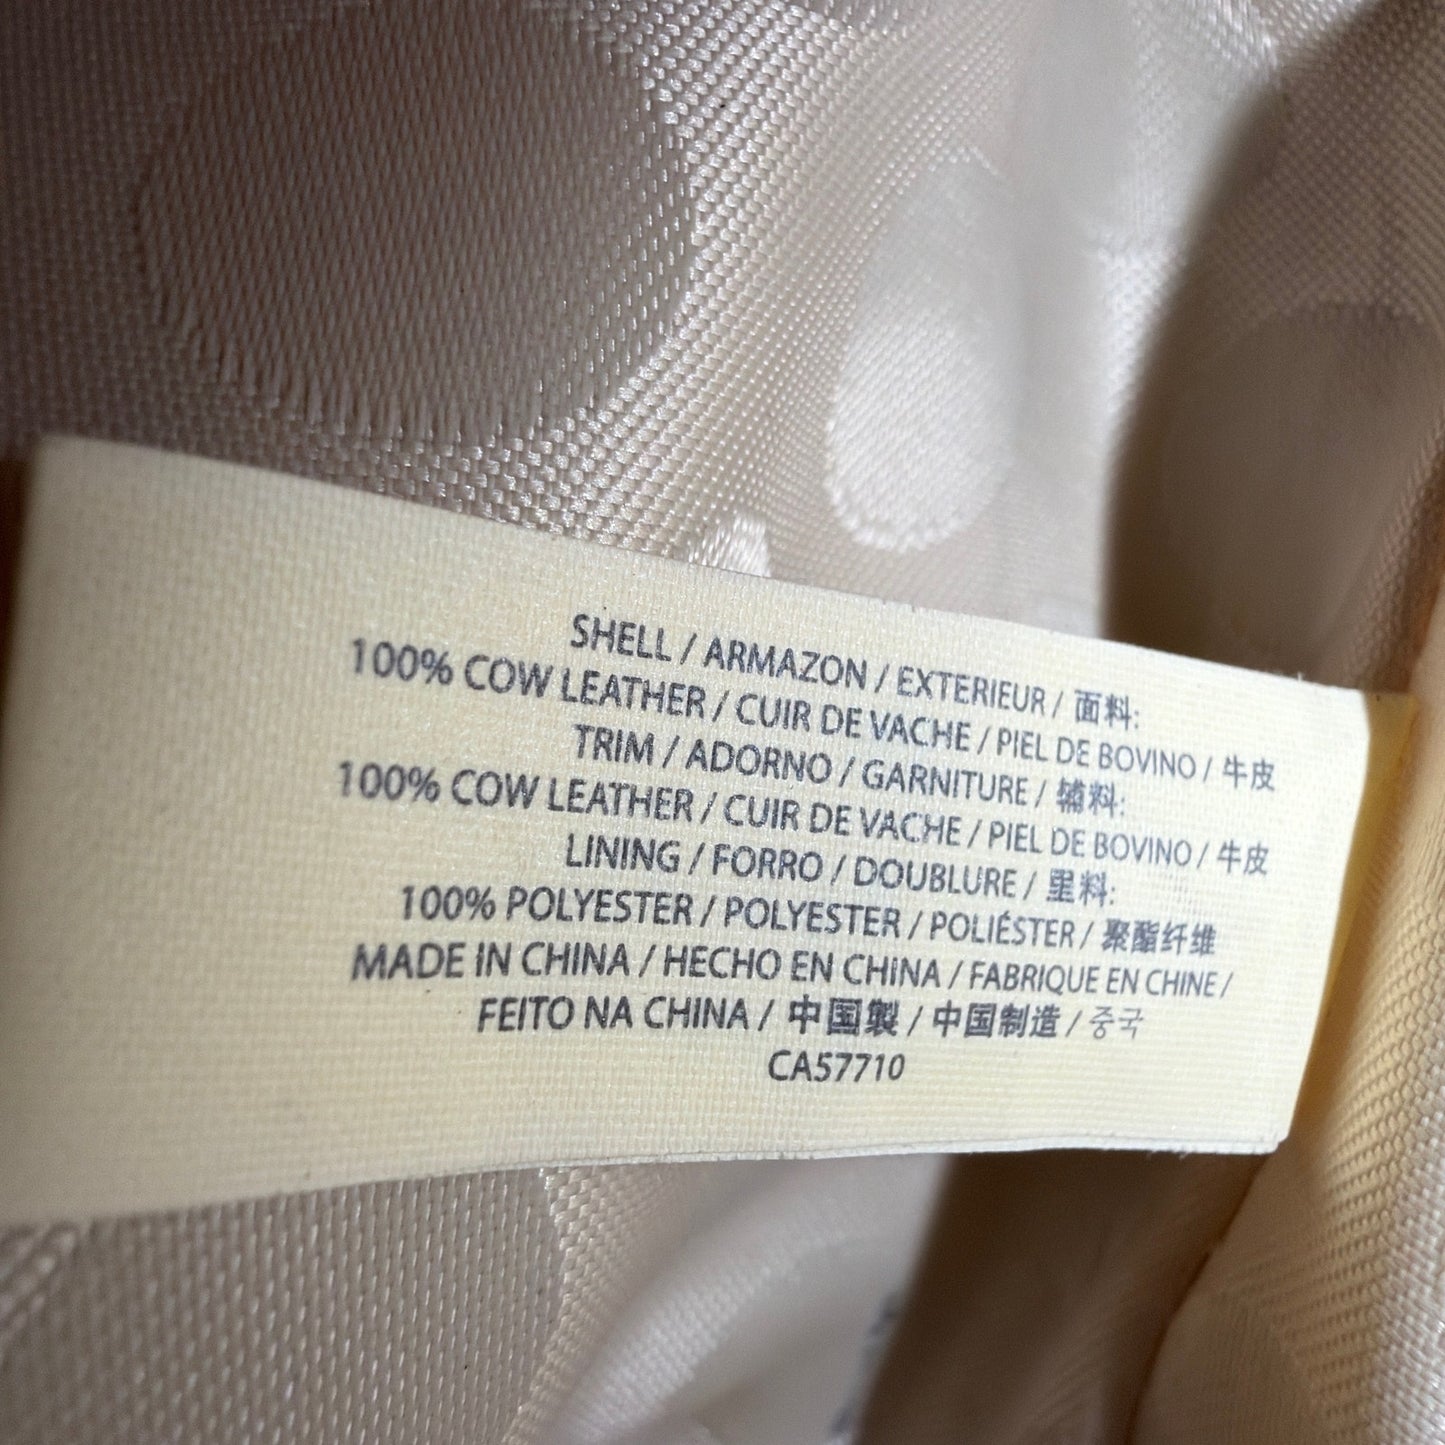 SHELL / ARMAZON / EXTERIEUR / 面料:
100% COW LEATHER / CUIR DE VACHE / PIEL DE BOVINO / 牛皮
TRIM / ADORNO / GARNITURE / 辅料:
100% COW LEATHER / CUIR DE VACHE / PIEL DE BOVINO / 牛皮
LINING / FORRO / DOUBLURE / 里料:
100% POLYESTER / POLYESTER / POLIÉSTER / 聚酯纤维
MADE IN CHINA / HECHO EN CHINA / FABRIQUE EN CHINE /
FEITO NA CHINA / 中国製 / 中国制造 / 중국
CA57710